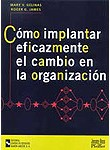 MARY V. GELINAS
ROGER G. JAMES
Cómo implantar
eficazmente
el cambio en
la organización